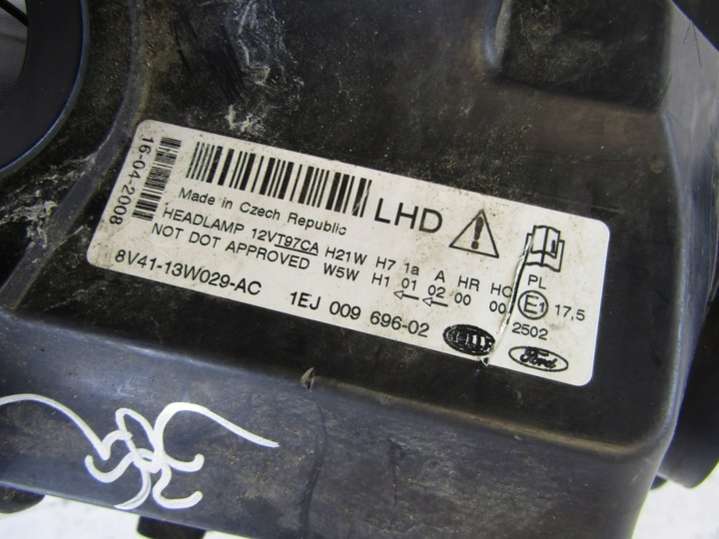 16-04-2008
Made in Czech Republic
LHD
HEADLAMP 12V T97CA H21W H7 1a A HR HC PL
NOT DOT APPROVED W5W H1 01 02 00 00 E1 17,5
2502
8V41-13W029-AC 1EJ 009 696-02
Ford